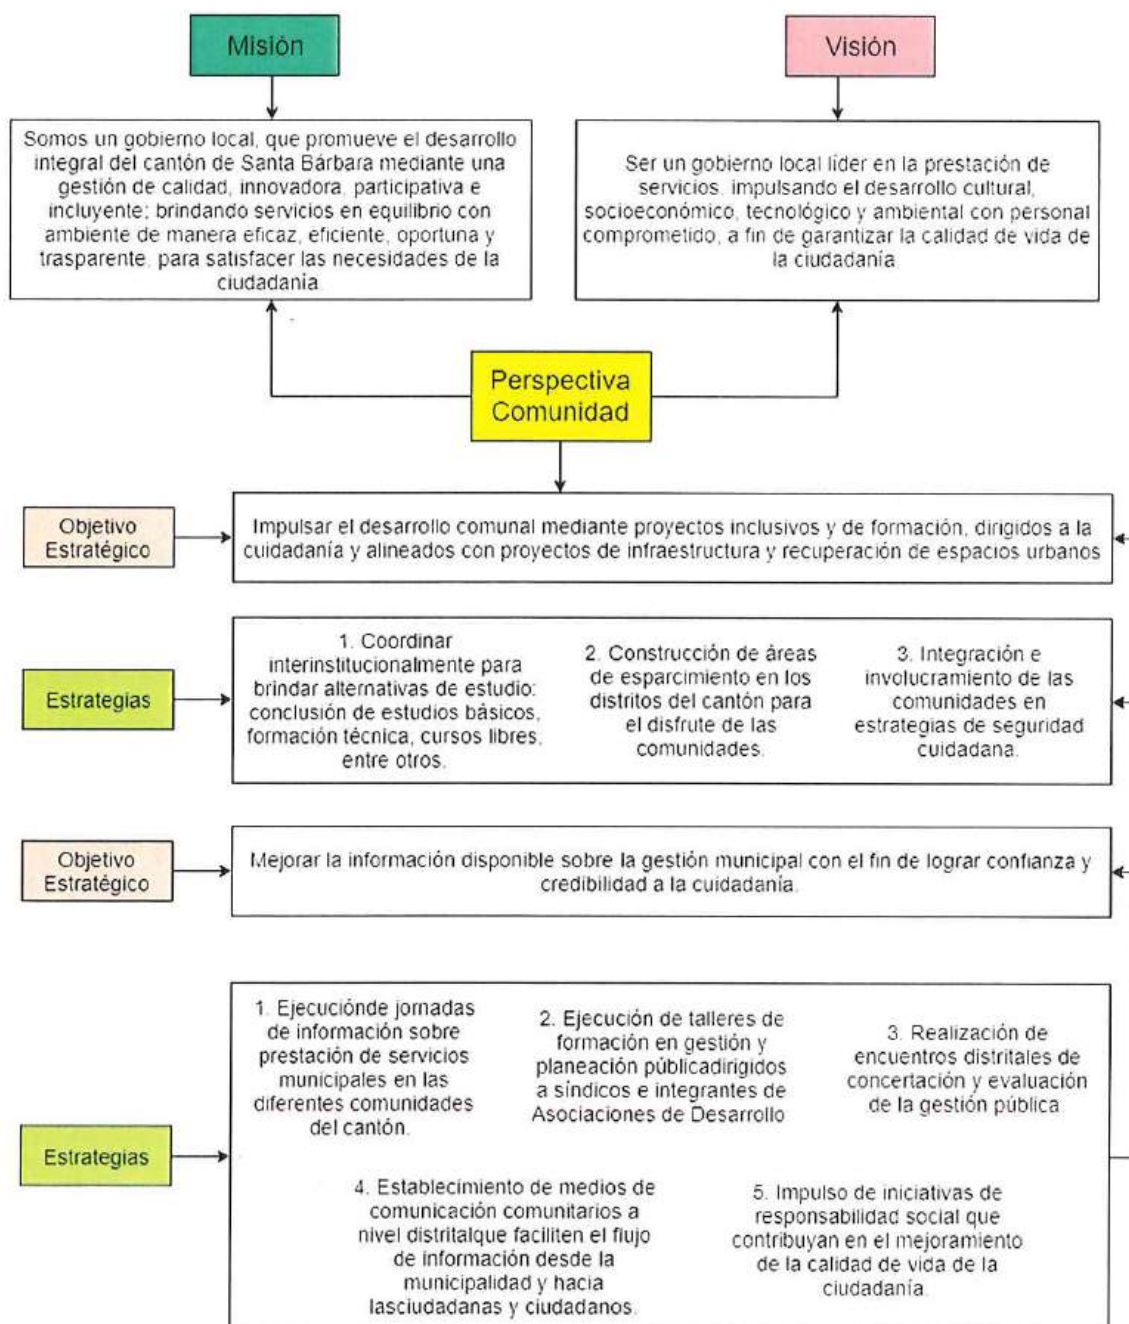 Misión
Visión
Somos un gobierno local, que promueve el desarrollo
integral del cantón de Santa Bárbara mediante una
gestión de calidad, innovadora, participativa e
incluyente; brindando servicios en equilibrio con
ambiente de manera eficaz, eficiente, oportuna y
trasparente, para satisfacer las necesidades de la
ciudadanía.
Ser un gobierno local líder en la prestación de
servicios, impulsando el desarrollo cultural,
socioeconómico, tecnológico y ambiental con personal
comprometido, a fin de garantizar la calidad de vida de
la ciudadanía
Perspectiva
Comunidad
Objetivo
Estratégico
Impulsar el desarrollo comunal mediante proyectos inclusivos y de formación, dirigidos a la
cuidadanía y alineados con proyectos de infraestructura y recuperación de espacios urbanos
Estrategias
1. Coordinar
interinstitucionalmente para
brindar alternativas de estudio:
conclusión de estudios básicos,
formación técnica, cursos libres,
entre otros.
2. Construcción de áreas
de esparcimiento en los
distritos del cantón para
el disfrute de las
comunidades.
3. Integración e
involucramiento de las
comunidades en
estrategias de seguridad
cuidadana.
Objetivo
Estratégico
Mejorar la información disponible sobre la gestión municipal con el fin de lograr confianza y
credibilidad a la cuidadanía.
Estrategias
1. Ejecuciónde jornadas
de información sobre
prestación de servicios
municipales en las
diferentes comunidades
del cantón.
2. Ejecución de talleres de
formación en gestión y
planeación públicadirigidos
a síndicos e integrantes de
Asociaciones de Desarrollo
3. Realización de
encuentros distritales de
concertación y evaluación
de la gestión pública
4. Establecimiento de medios de
comunicación comunitarios a
nivel distritalque faciliten el flujo
de información desde la
municipalidad y hacia
lasciudadanas y ciudadanos.
5. Impulso de iniciativas de
responsabilidad social que
contribuyan en el mejoramiento
de la calidad de vida de la
ciudadanía.